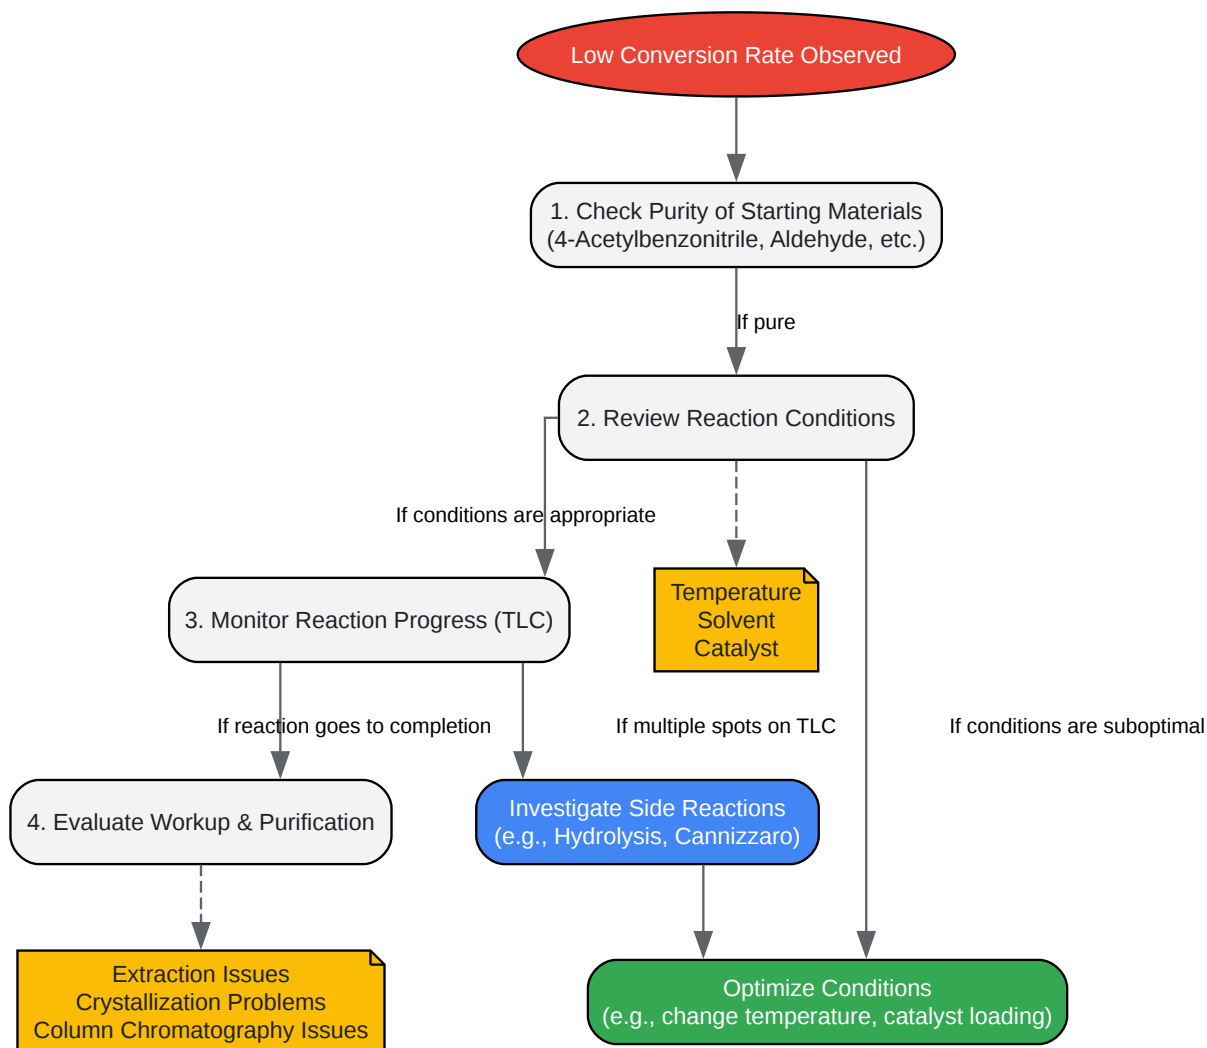 Low Conversion Rate Observed
1. Check Purity of Starting Materials
(4-Acetylbenzonitrile, Aldehyde, etc.)
If pure
2. Review Reaction Conditions
If conditions are appropriate
Temperature
Solvent
Catalyst
3. Monitor Reaction Progress (TLC)
If reaction goes to completion
If multiple spots on TLC
If conditions are suboptimal
4. Evaluate Workup & Purification
Investigate Side Reactions
(e.g., Hydrolysis, Cannizzaro)
Extraction Issues
Crystallization Problems
Column Chromatography Issues
Optimize Conditions
(e.g., change temperature, catalyst loading)